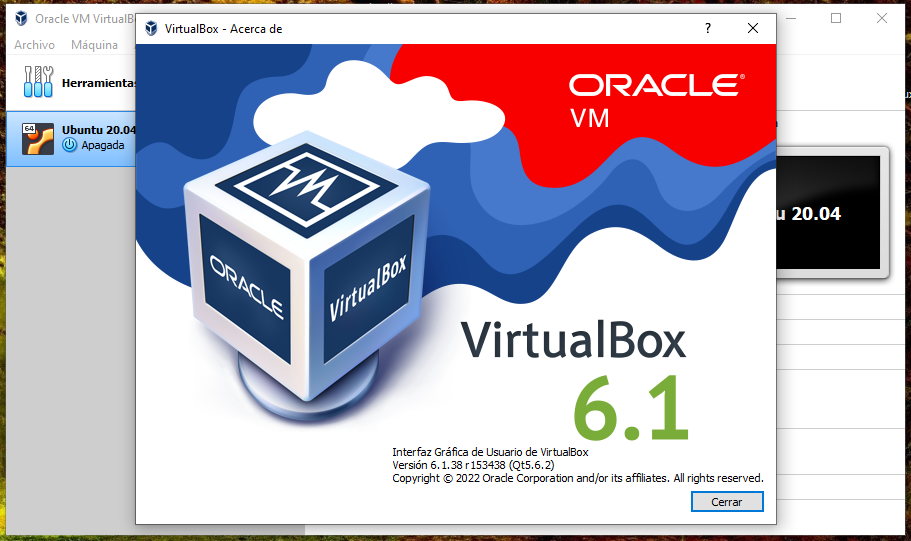 Oracle VM VirtualB
VirtualBox - Acerca de
?
Archivo Máquina
Herramientas
64
Ubuntu 20.04
Apagada
ORACLE®
VM
u 20.04
ORACLE
VirtualBox
VirtualBox
6.1
Interfaz Gráfica de Usuario de VirtualBox
Versión 6.1.38 r153438 (Qt5.6.2)
Copyright © 2022 Oracle Corporation and/or its affiliates. All rights reserved.
Cerrar